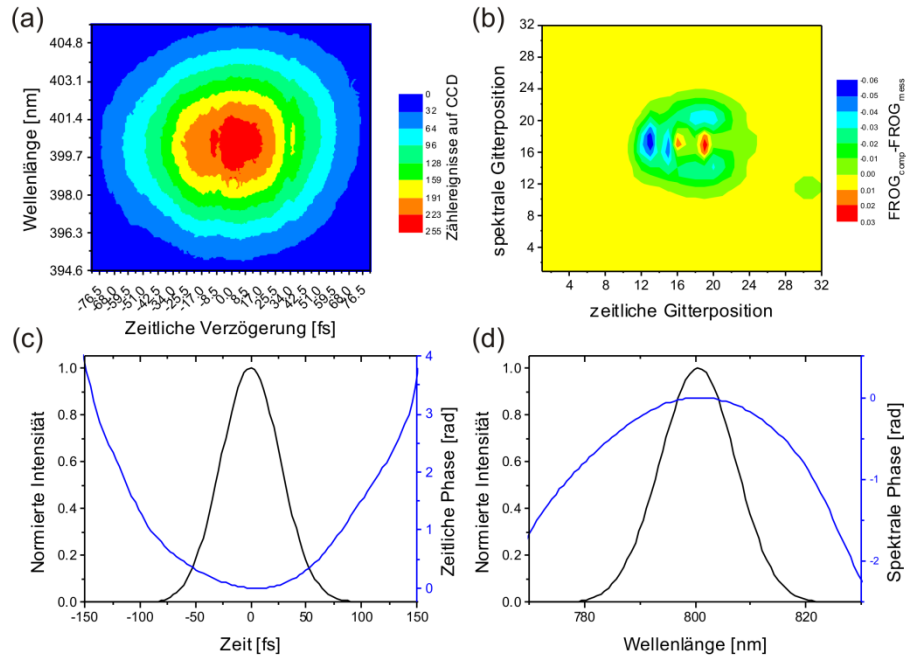 (a)
Wellenlänge [nm]
404.8
403.1
401.4
399.7
398.0
396.3
394.6
-76.5 -68.0 -59.5 -51.0 -42.5 -34.0 -25.5 -17.0 -8.5 0.0 8.5 17.0 25.5 34.0 42.5 51.0 59.5 68.0 76.5
Zeitliche Verzögerung [fs]
0
32
64
96
128
159
191
223
255
Zählereignisse auf CCD
(b)
spektrale Gitterposition
32
28
24
20
16
12
8
4
4 8 12 16 20 24 28 32
zeitliche Gitterposition
-0.06
-0.05
-0.04
-0.03
-0.02
-0.01
0.00
0.01
0.02
0.03
FROGcomp-FROGmess
(c)
Normierte Intensität
1.0
0.8
0.6
0.4
0.2
0.0
-150 -100 -50 0 50 100 150
Zeit [fs]
4
3
2
1
0
Zeitliche Phase [rad]
(d)
Normierte Intensität
1.0
0.8
0.6
0.4
0.2
0.0
780 800 820
Wellenlänge [nm]
0
-1
-2
Spektrale Phase [rad]